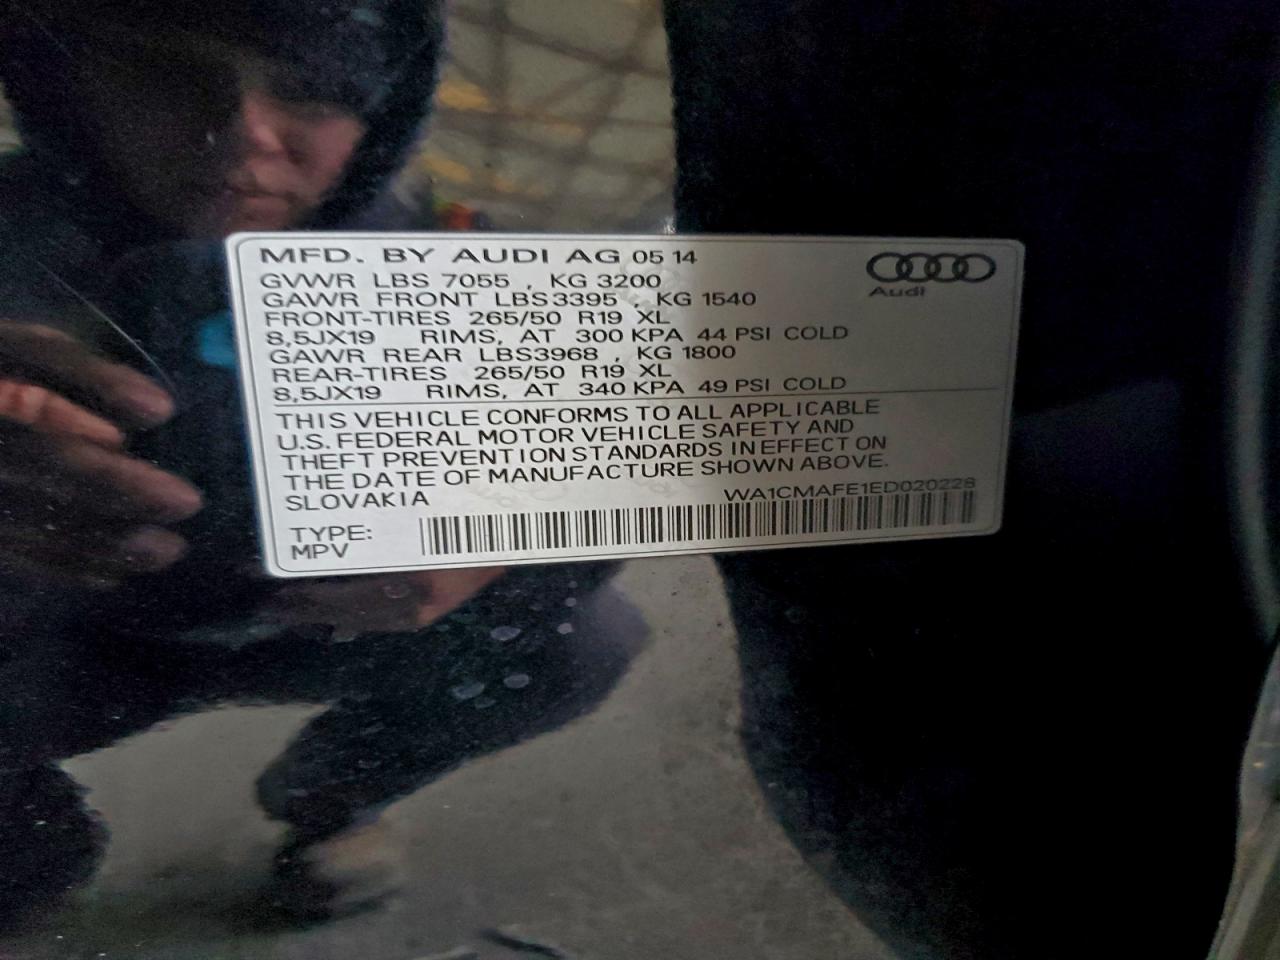 MFD. BY AUDI AG 05 14
GVWR LBS 7055 , KG 3200
GAWR FRONT LBS 3395 , KG 1540
FRONT-TIRES 265/50 R19 XL
8,5JX19 RIMS, AT 300 KPA 44 PSI COLD
GAWR REAR LBS3968 , KG 1800
REAR-TIRES 265/50 R19 XL
8,5JX19 RIMS, AT 340 KPA 49 PSI COLD
Audi
THIS VEHICLE CONFORMS TO ALL APPLICABLE
U.S. FEDERAL MOTOR VEHICLE SAFETY AND
THEFT PREVENTION STANDARDS IN EFFECT ON
THE DATE OF MANUFACTURE SHOWN ABOVE.
SLOVAKIA WA1CMAFE1ED020228
TYPE:
MPV